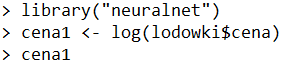 > library("neuralnet")
> cena1 <- log(lodowki$cena)
> cena1